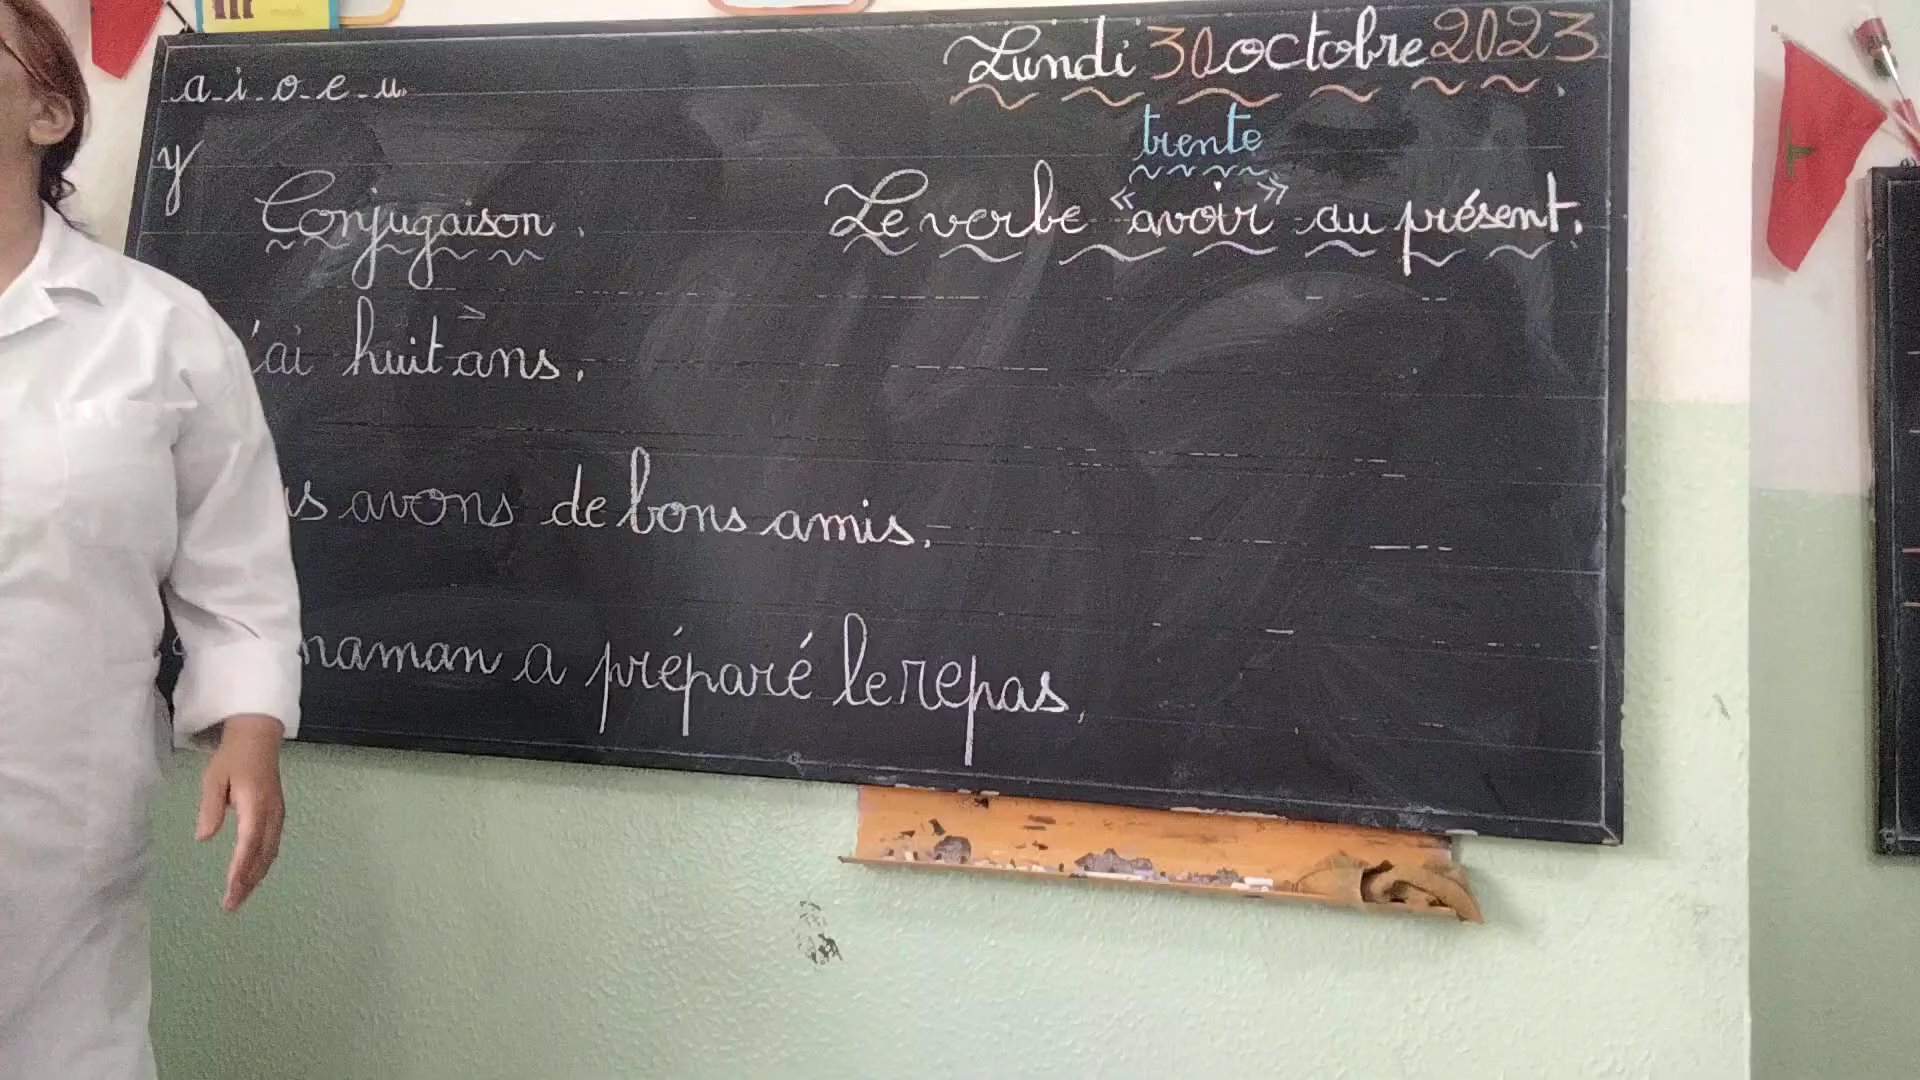 a-i-o-e-u.
y
Lundi 30 octobre 2023
trente
Conjugaison.
Le verbe "avoir" au présent.
'ai huit ans.
avons de bons amis.
maman a préparé le repas.